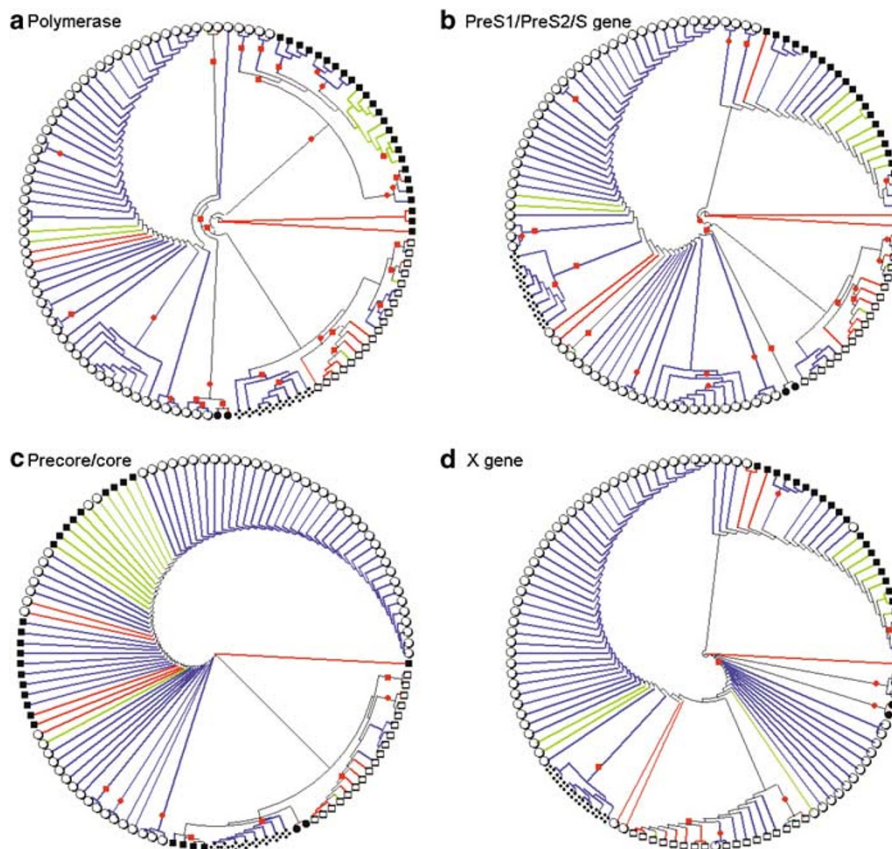 a Polymerase
b PreS1/PreS2/S gene
c Precore/core
d X gene